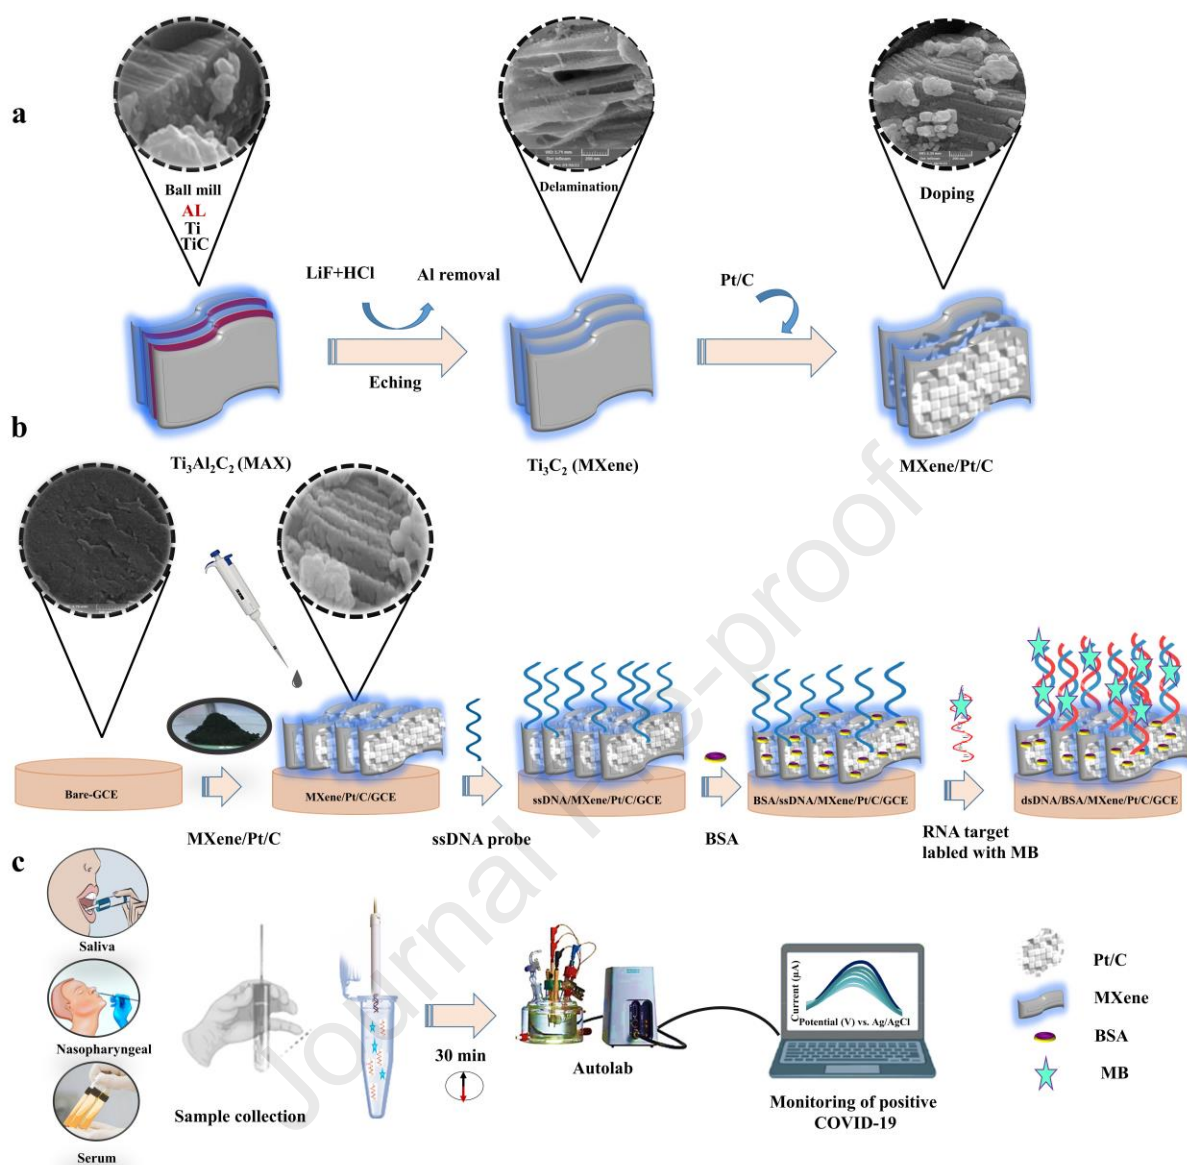 a
Ball mill
AL
Ti
TiC
Delamination
Doping
LiF+HCl
Al removal
Eching
Pt/C
Ti₃Al₂C₂ (MAX)
Ti₃C₂ (MXene)
MXene/Pt/C
b
Bare-GCE
MXene/Pt/C/GCE
ssDNA/MXene/Pt/C/GCE
BSA/ssDNA/MXene/Pt/C/GCE
dsDNA/BSA/MXene/Pt/C/GCE
MXene/Pt/C
ssDNA probe
BSA
RNA target
labled with MB
c
Saliva
Nasopharyngeal
Serum
Sample collection
30 min
Autolab
Current (µA)
Potential (V) vs. Ag/AgCl
Monitoring of positive
COVID-19
Pt/C
MXene
BSA
MB
Journal Pre-proof